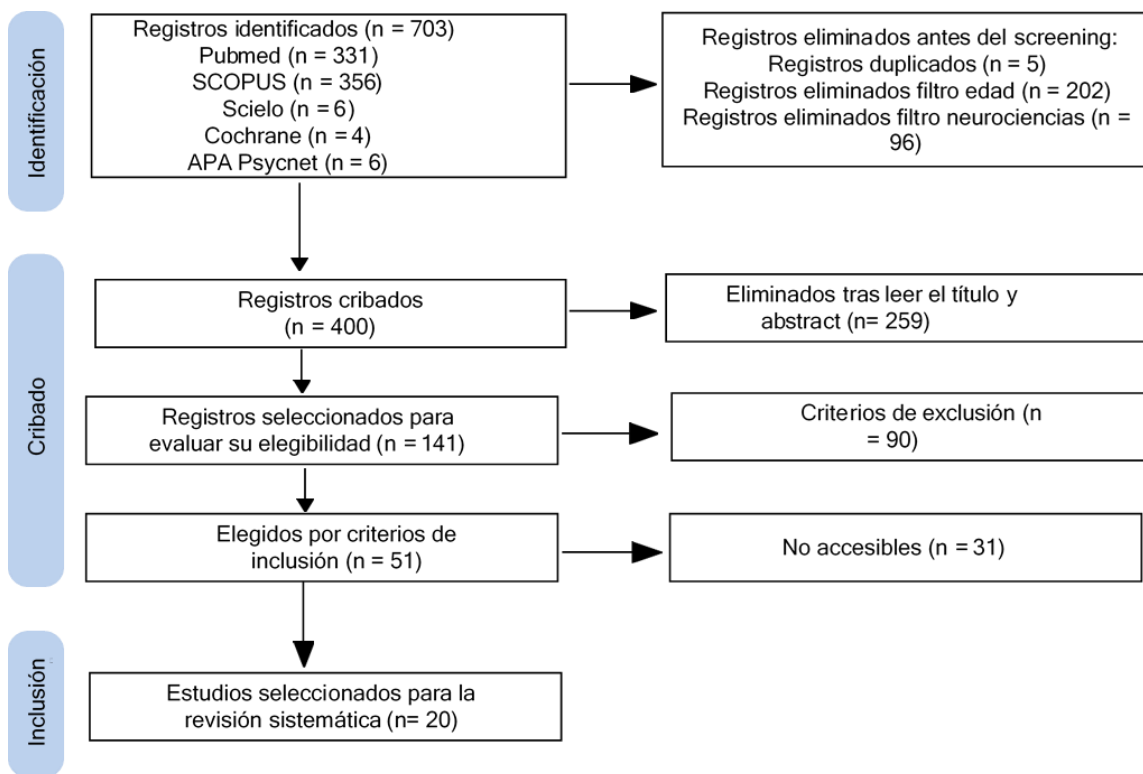 Identificación
Registros identificados (n = 703)
Pubmed (n = 331)
SCOPUS (n = 356)
Scielo (n = 6)
Cochrane (n = 4)
APA Psycnet (n = 6)
Registros eliminados antes del screening:
Registros duplicados (n = 5)
Registros eliminados filtro edad (n = 202)
Registros eliminados filtro neurociencias (n =
96)
Cribado
Registros cribados
(n = 400)
Eliminados tras leer el título y
abstract (n= 259)
Registros seleccionados para
evaluar su elegibilidad (n = 141)
Criterios de exclusión (n
= 90)
Elegidos por criterios de
inclusión (n = 51)
No accesibles (n = 31)
Inclusión
Estudios seleccionados para la
revisión sistemática (n= 20)